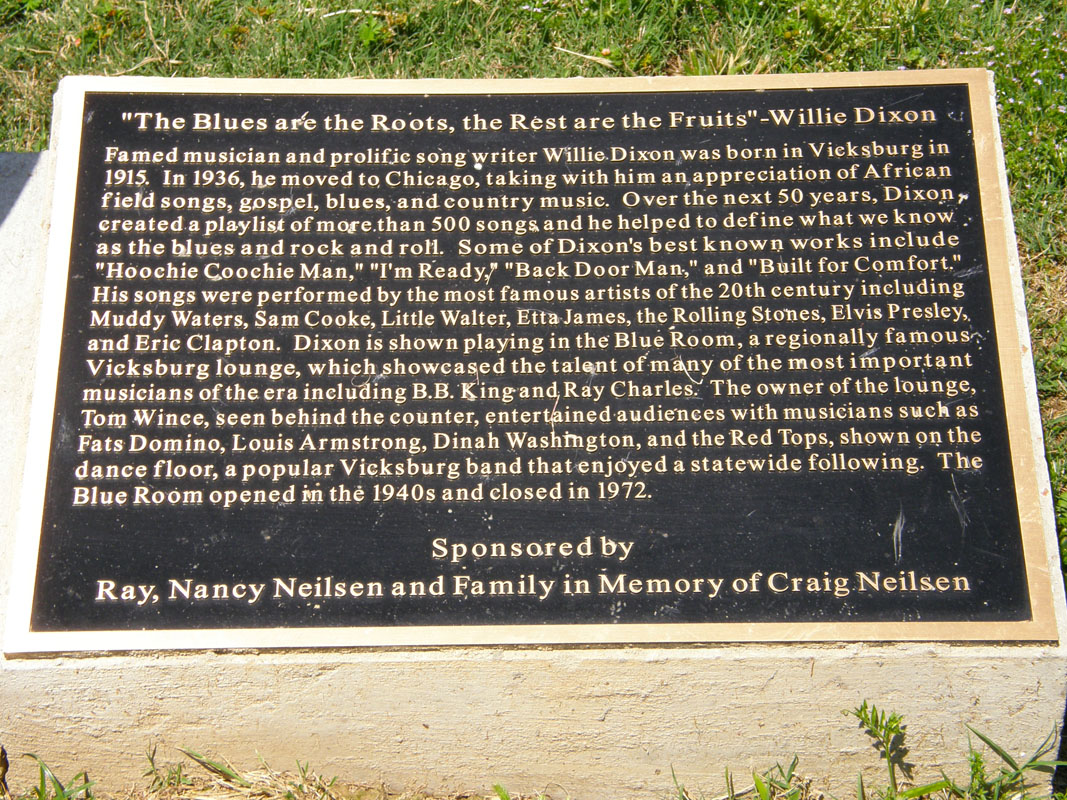 "The Blues are the Roots, the Rest are the Fruits"-Willie Dixon
Famed musician and prolific song writer Willie Dixon was born in Vicksburg in
1915. In 1936, he moved to Chicago, taking with him an appreciation of African
field songs, gospel, blues, and country music. Over the next 50 years, Dixon
created a playlist of more than 500 songs and he helped to define what we know
as the blues and rock and roll. Some of Dixon's best known works include
"Hoochie Coochie Man," "I'm Ready," "Back Door Man," and "Built for Comfort."
His songs were performed by the most famous artists of the 20th century including
Muddy Waters, Sam Cooke, Little Walter, Etta James, the Rolling Stones, Elvis Presley,
and Eric Clapton. Dixon is shown playing in the Blue Room, a regionally famous
Vicksburg lounge, which showcased the talent of many of the most important
musicians of the era including B.B. King and Ray Charles. The owner of the lounge,
Tom Wince, seen behind the counter, entertained audiences with musicians such as
Fats Domino, Louis Armstrong, Dinah Washington, and the Red Tops, shown on the
dance floor, a popular Vicksburg band that enjoyed a statewide following. The
Blue Room opened in the 1940s and closed in 1972.
Sponsored by
Ray, Nancy Neilsen and Family in Memory of Craig Neilsen